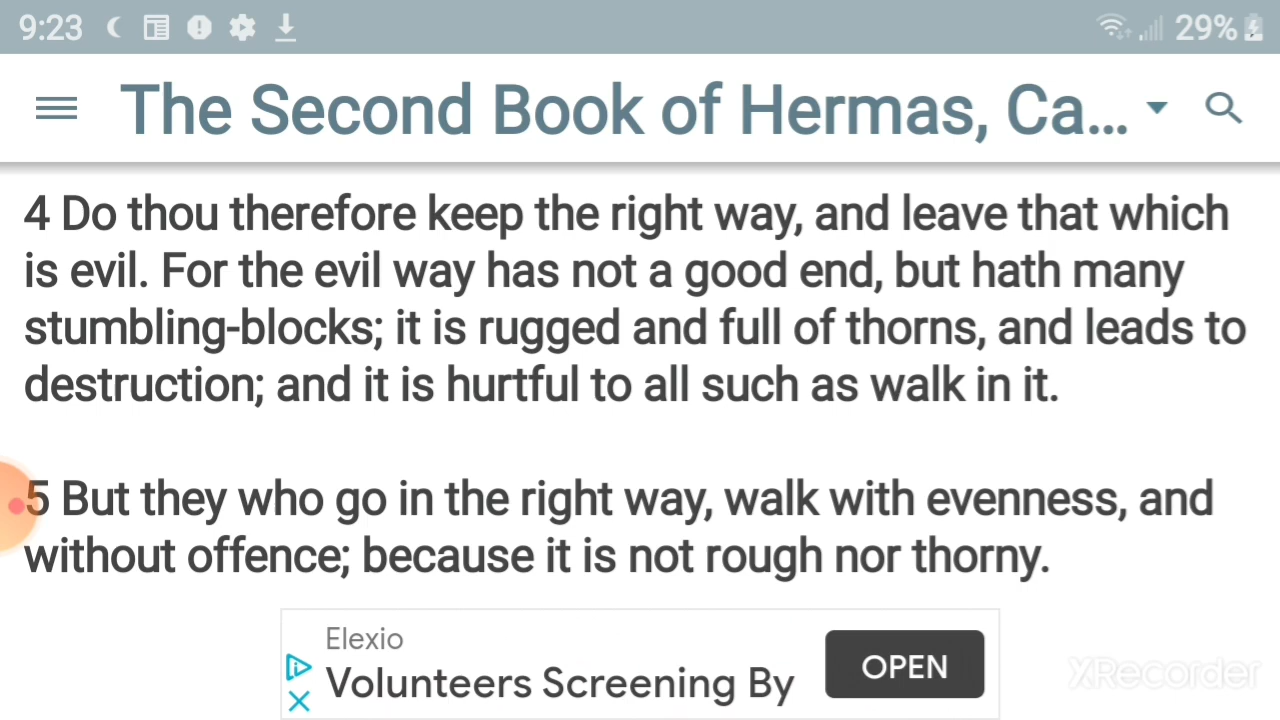 9:23 29%
The Second Book of Hermas, Ca...
4 Do thou therefore keep the right way, and leave that which
is evil. For the evil way has not a good end, but hath many
stumbling-blocks; it is rugged and full of thorns, and leads to
destruction; and it is hurtful to all such as walk in it.
5 But they who go in the right way, walk with evenness, and
without offence; because it is not rough nor thorny.
Elexio
Volunteers Screening By
OPEN
XRecorder